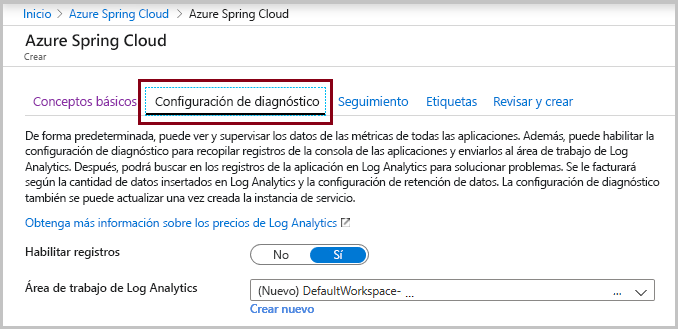 Inicio > Azure Spring Cloud > Azure Spring Cloud
Azure Spring Cloud
Crear
Conceptos básicos Configuración de diagnóstico Seguimiento Etiquetas Revisar y crear
De forma predeterminada, puede ver y supervisar los datos de las métricas de todas las aplicaciones. Además, puede habilitar la
configuración de diagnóstico para recopilar registros de la consola de las aplicaciones y enviarlos al área de trabajo de Log
Analytics. Después, podrá buscar en los registros de la aplicación en Log Analytics para solucionar problemas. Se le facturará
según la cantidad de datos insertados en Log Analytics y la configuración de retención de datos. La configuración de diagnóstico
también se puede actualizar una vez creada la instancia de servicio.
Obtenga más información sobre los precios de Log Analytics
Habilitar registros No Sí
Área de trabajo de Log Analytics (Nuevo) DefaultWorkspace- ... ...
Crear nuevo